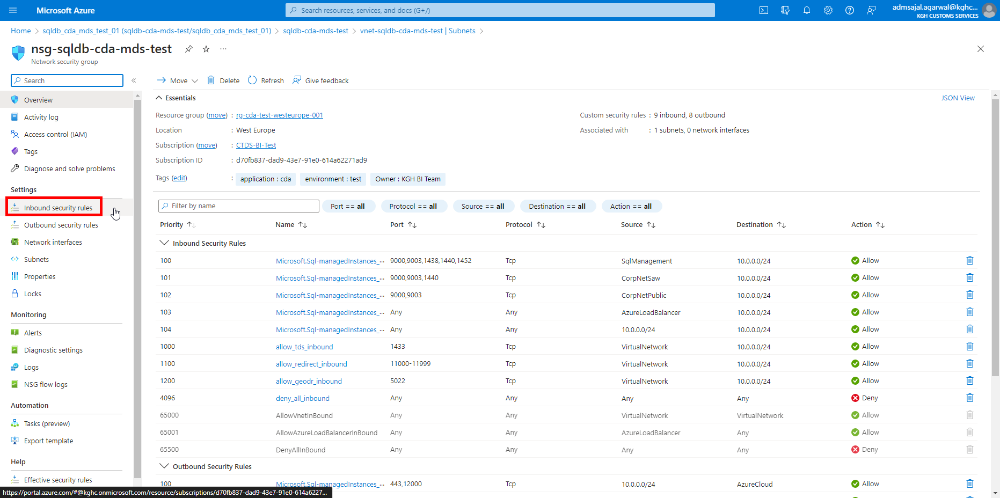 Microsoft Azure
Search resources, services, and docs (G+/)
admsajal.agarwal@kghc...
KGH CUSTOMS SERVICES
Home > sqldb_cda_mds_test_01 (sqldb-cda-mds-test/sqldb_cda_mds_test_01) > sqldb-cda-mds-test > vnet-sqldb-cda-mds-test | Subnets >
nsg-sqldb-cda-mds-test ...
Network security group
Search «
Overview
Activity log
Access control (IAM)
Tags
Diagnose and solve problems
Settings
Inbound security rules
Outbound security rules
Network interfaces
Subnets
Properties
Locks
Monitoring
Alerts
Diagnostic settings
Logs
NSG flow logs
Automation
Tasks (preview)
Export template
Help
Effective security rules
Move Delete Refresh Give feedback
Essentials JSON View
Resource group (move) : rg-cda-test-westeurope-001
Location : West Europe
Subscription (move) : CTDS-BI-Test
Subscription ID : d70fb837-dad9-43e7-91e0-614a62271ad9
Tags (edit) : application : cda environment : test Owner : KGH BI Team
Custom security rules : 9 inbound, 8 outbound
Associated with : 1 subnets, 0 network interfaces
Filter by name Port == all Protocol == all Source == all Destination == all Action == all
Priority ↑↓ Name ↑↓ Port ↑↓ Protocol ↑↓ Source ↑↓ Destination ↑↓ Action ↑↓
Inbound Security Rules
100 Microsoft.Sql-managedInstances_... 9000,9003,1438,1440,1452 Tcp SqlManagement 10.0.0.0/24 Allow
101 Microsoft.Sql-managedInstances_... 9000,9003,1440 Tcp CorpNetSaw 10.0.0.0/24 Allow
102 Microsoft.Sql-managedInstances_... 9000,9003 Tcp CorpNetPublic 10.0.0.0/24 Allow
103 Microsoft.Sql-managedInstances_... Any Any AzureLoadBalancer 10.0.0.0/24 Allow
104 Microsoft.Sql-managedInstances_... Any Any 10.0.0.0/24 10.0.0.0/24 Allow
1000 allow_tds_inbound 1433 Tcp VirtualNetwork 10.0.0.0/24 Allow
1100 allow_redirect_inbound 11000-11999 Tcp VirtualNetwork 10.0.0.0/24 Allow
1200 allow_geodr_inbound 5022 Tcp VirtualNetwork 10.0.0.0/24 Allow
4096 deny_all_inbound Any Any Any Any Deny
65000 AllowVnetInBound Any Any VirtualNetwork VirtualNetwork Allow
65001 AllowAzureLoadBalancerInBound Any Any AzureLoadBalancer Any Allow
65500 DenyAllInBound Any Any Any Any Deny
Outbound Security Rules
100 Microsoft.Sql-managedInstances_... 443,12000 Tcp 10.0.0.0/24 AzureCloud Allow
https://portal.azure.com/#@kghc.onmicrosoft.com/resource/subscriptions/d70fb837-dad9-43e7-91e0-614a6227...